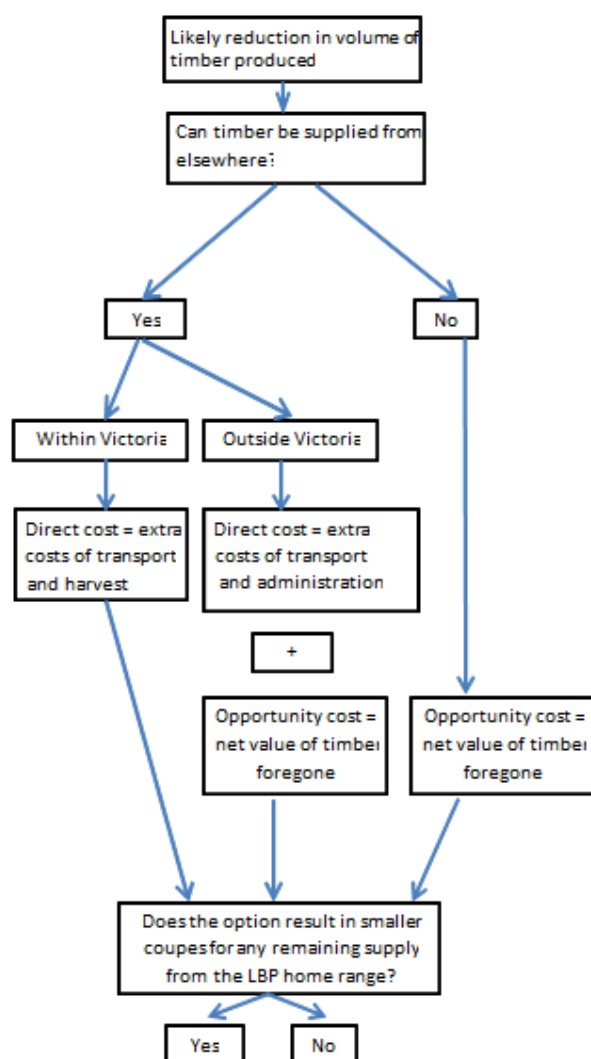 Likely reduction in volume of
timber produced
Can timber be supplied from
elsewhere?
Yes
No
Within Victoria
Outside Victoria
Direct cost = extra
costs of transport
and harvest
Direct cost = extra
costs of transport
and administration
+
Opportunity cost =
net value of timber
foregone
Opportunity cost =
net value of timber
foregone
Does the option result in smaller
coupes for any remaining supply
from the LBP home range?
Yes
No